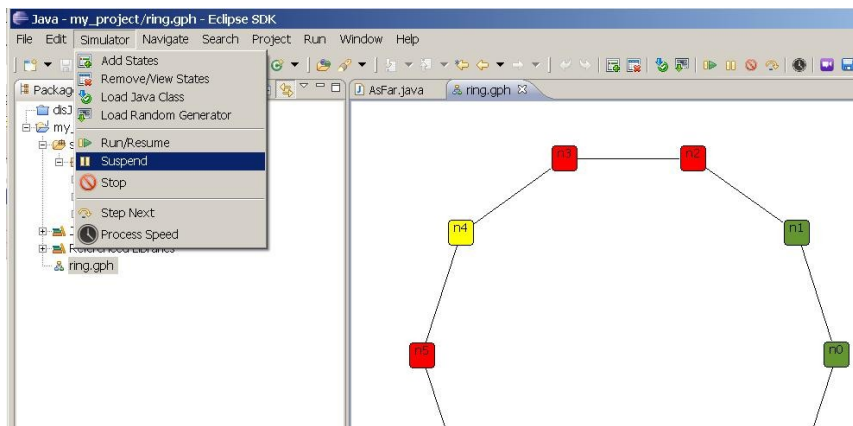 Java - my_project/ring.gph - Eclipse SDK
File Edit Simulator Navigate Search Project Run Window Help
Add States
Remove/View States
Load Java Class
Load Random Generator
Run/Resume
Suspend
Stop
Step Next
Process Speed
Packag
disJ
my_
s
J
Referenced Libraries
ring.gph
AsFar.java
ring.gph
n3
n2
n4
n1
n5
n0